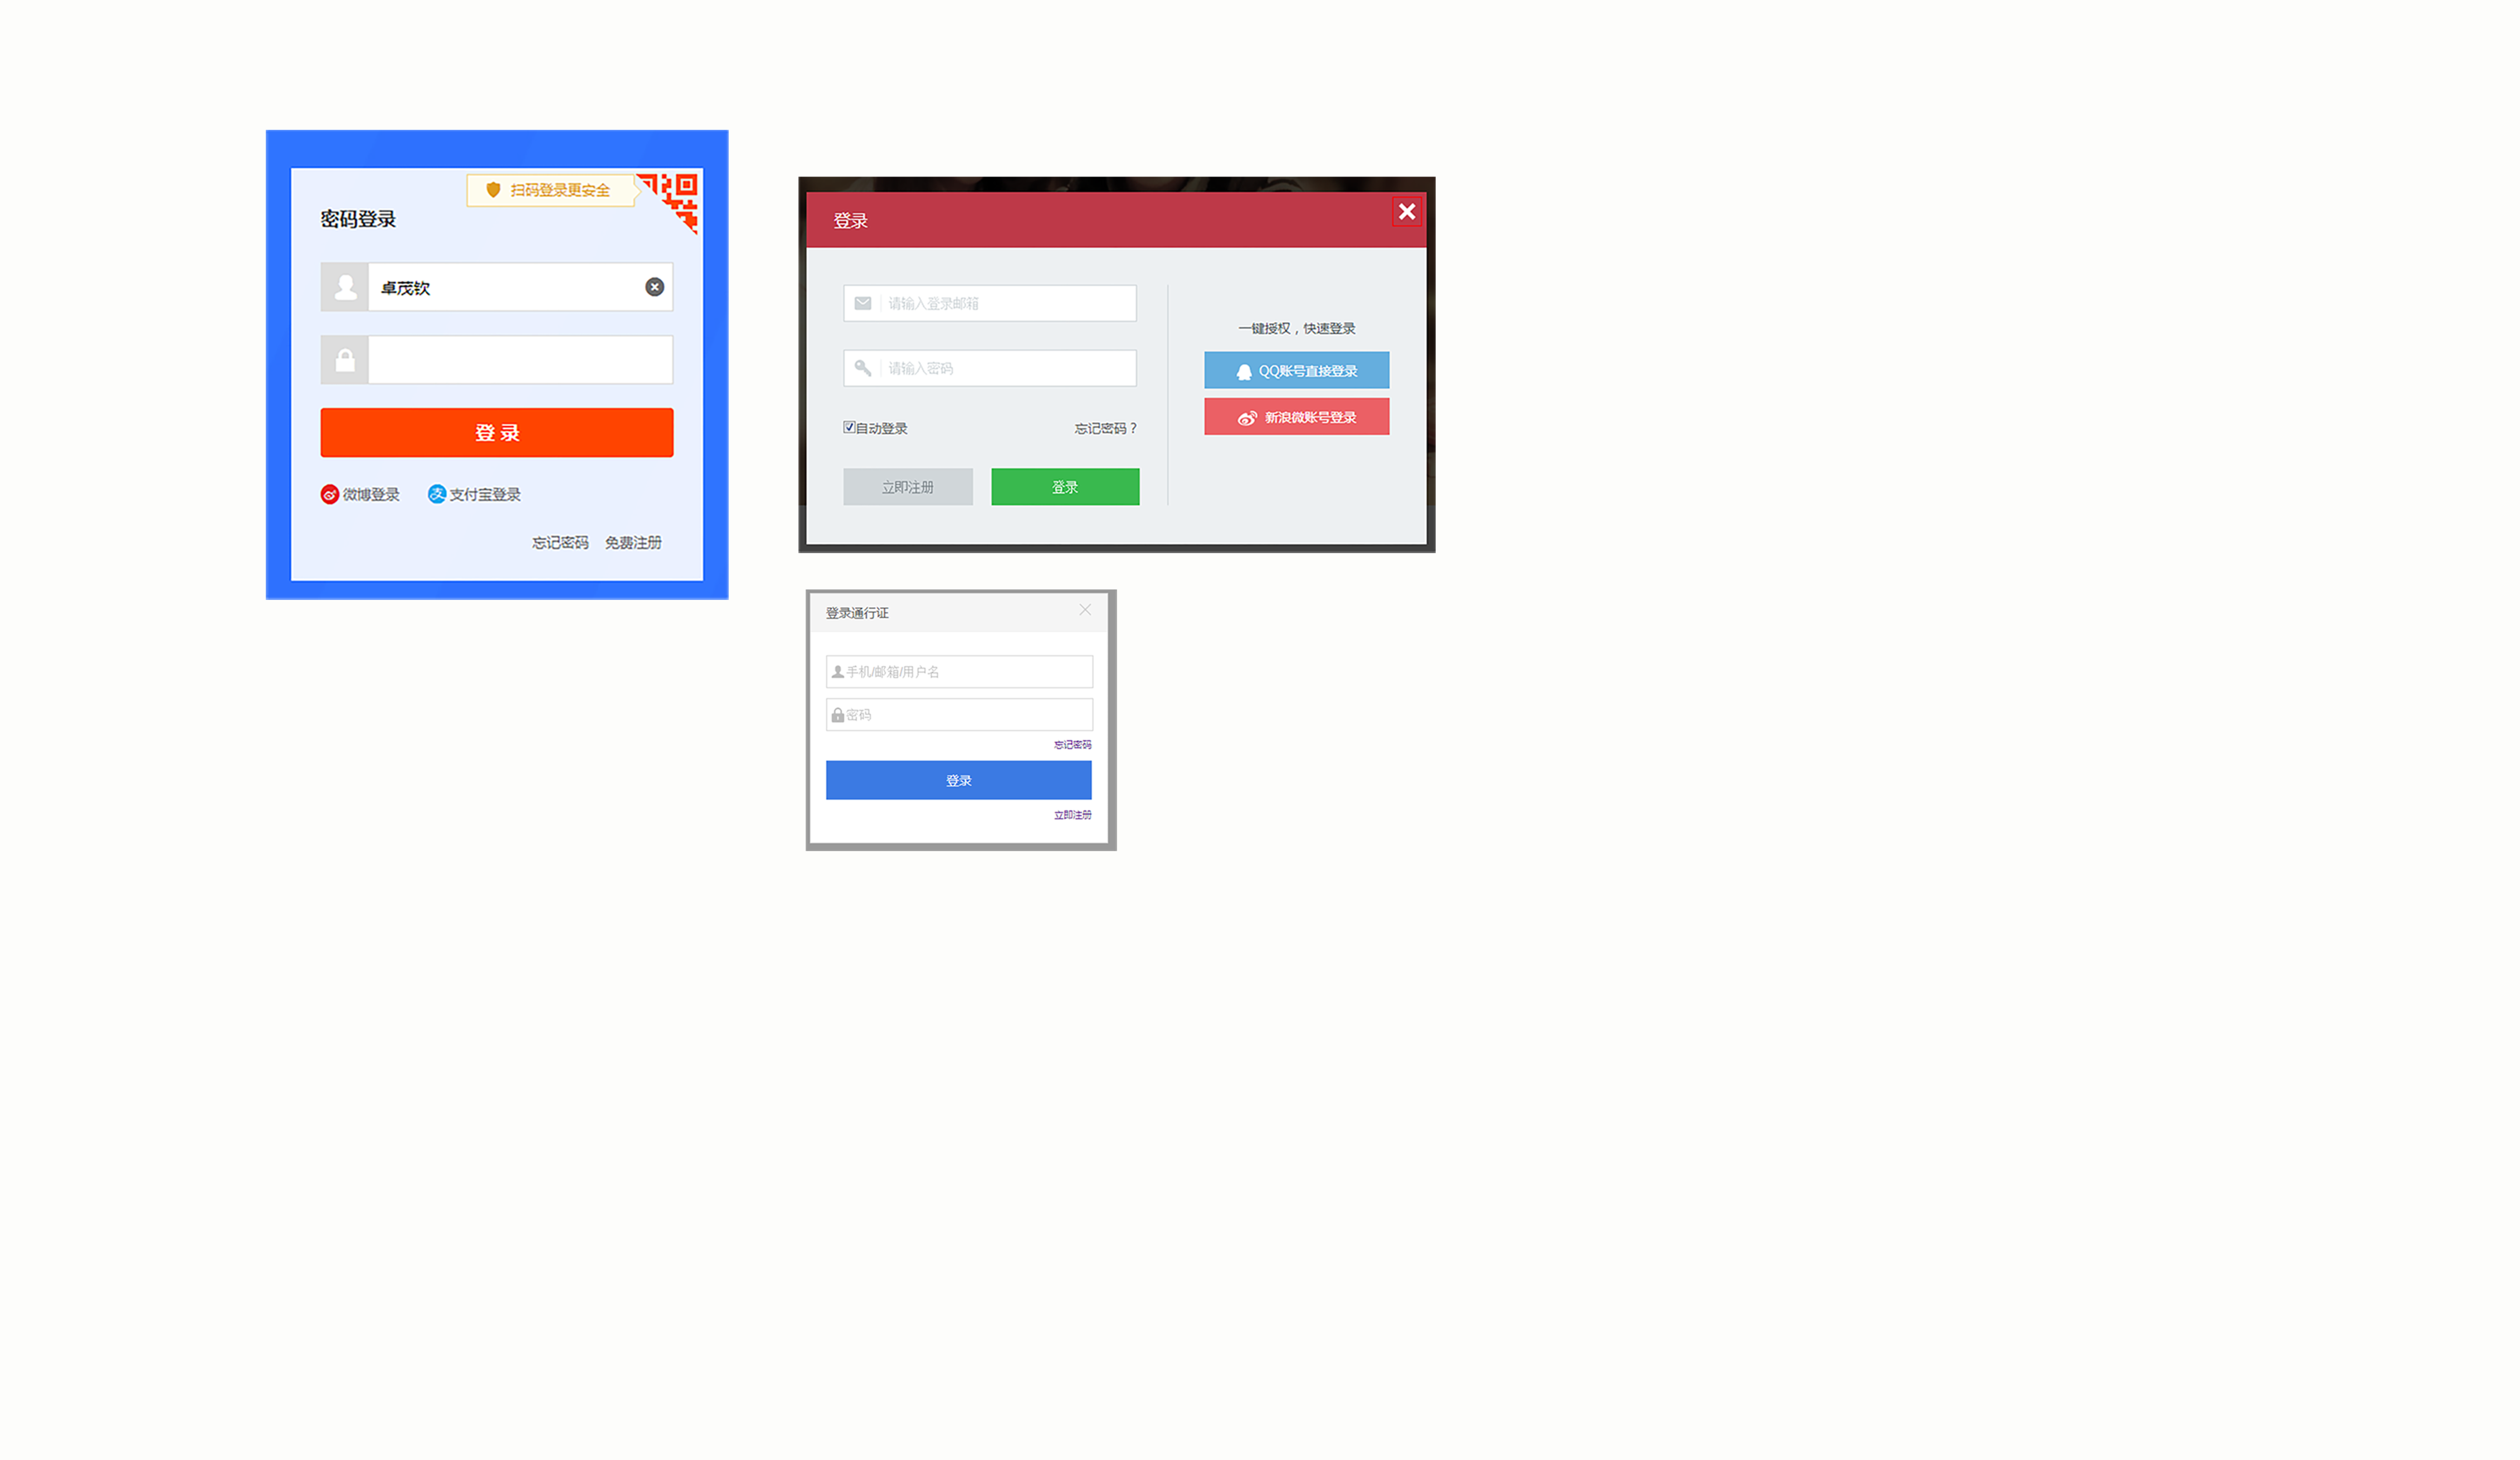 扫码登录更安全
密码登录
卓茂钦
登 录
微博登录 支付宝登录
忘记密码 免费注册
登录
请输入登录邮箱
请输入密码
自动登录 忘记密码？
立即注册 登录
一键授权，快速登录
QQ账号直接登录
新浪微账号登录
登录通行证
手机/邮箱/用户名
密码
忘记密码
登录
立即注册